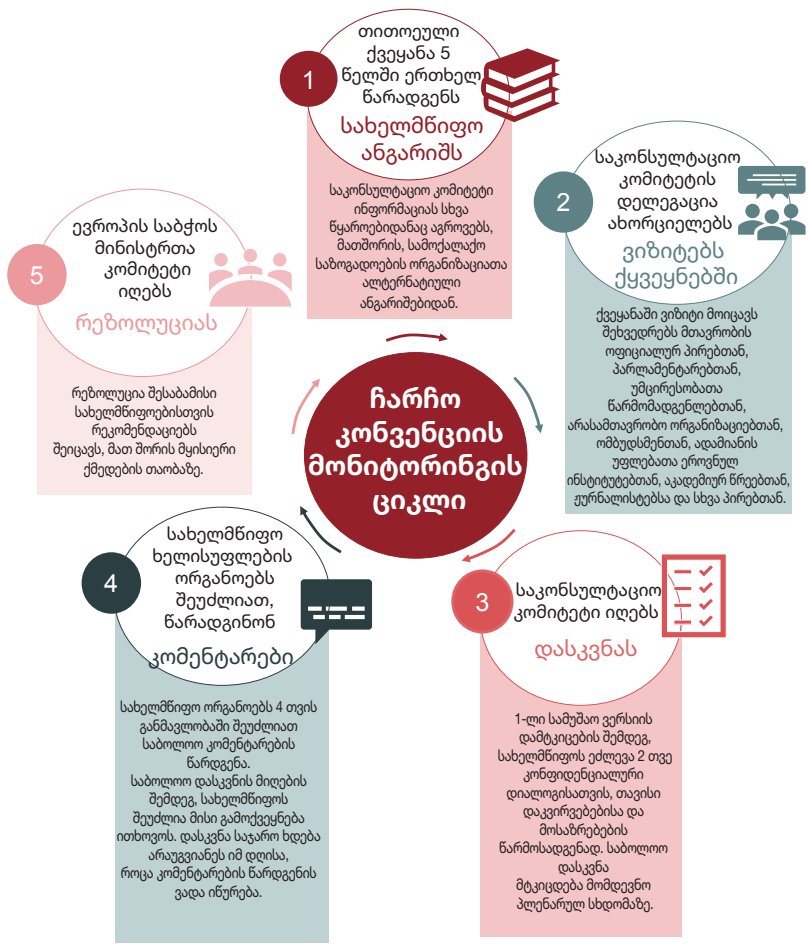 1
თითოეული
ქვეყანა 5
წელში ერთხელ
წარადგენს
სახელმწიფო
ანგარიშს
საკონსულტაციო კომიტეტი
ინფორმაციას სხვა
წყაროებიდანაც აგროვებს,
მათშორის, სამოქალაქო
საზოგადოების ორგანიზაციათა
ალტერნატიული
ანგარიშებიდან.
2
საკონსულტაციო
კომიტეტის
დელეგაცია
ახორციელებს
ვიზიტებს
ქყვეყნებში
ქვეყანაში ვიზიტი მოიცავს
შეხვედრებს მთავრობის
ოფიციალურ პირებთან,
პარლამენტარებთან,
უმცირესობათა
წარმომადგენლებთან,
არასამთავრობო ორგანიზაციებთან,
ომბუდსმენთან, ადამიანის
უფლებათა ეროვნულ
ინსტიტუტებთან, აკადემიურ წრეებთან,
ჟურნალისტებსა და სხვა პირებთან.
ჩარჩო
კონვენციის
მონიტორინგის
ციკლი
3
საკონსულტაციო
კომიტეტი იღებს
დასკვნას
1-ლი სამუშაო ვერსიის
დამტკიცების შემდეგ,
სახელმწიფოს ეძლევა 2 თვე
კონფიდენციალური
დიალოგისათვის, თავისი
დაკვირვებებისა და
მოსაზრებების
წარმოსადგენად. საბოლოო
დასკვნა
მტკიცდება მომდევნო
პლენარულ სხდომაზე.
4
სახელმწიფო
ხელისუფლების
ორგანოებს
შეუძლიათ,
წარადგინონ
კომენტარები
სახელმწიფო ორგანოებს 4 თვის
განმავლობაში შეუძლიათ
საბოლოო კომენტარების
წარდგენა.
საბოლოო დასკვნის მიღების
შემდეგ, სახელმწიფოს
შეუძლია მისი გამოქვეყნება
ითხოვოს. დასკვნა საჯარო ხდება
არაუგვიანეს იმ დღისა,
როცა კომენტარების წარდგენის
ვადა იწურება.
5
ევროპის საბჭოს
მინისტრთა
კომიტეტი
იღებს
რეზოლუციას
რეზოლუცია შესაბამისი
სახელმწიფოებისთვის
რეკომენდაციებს
შეიცავს, მათ შორის მყისიერი
ქმედების თაობაზე.